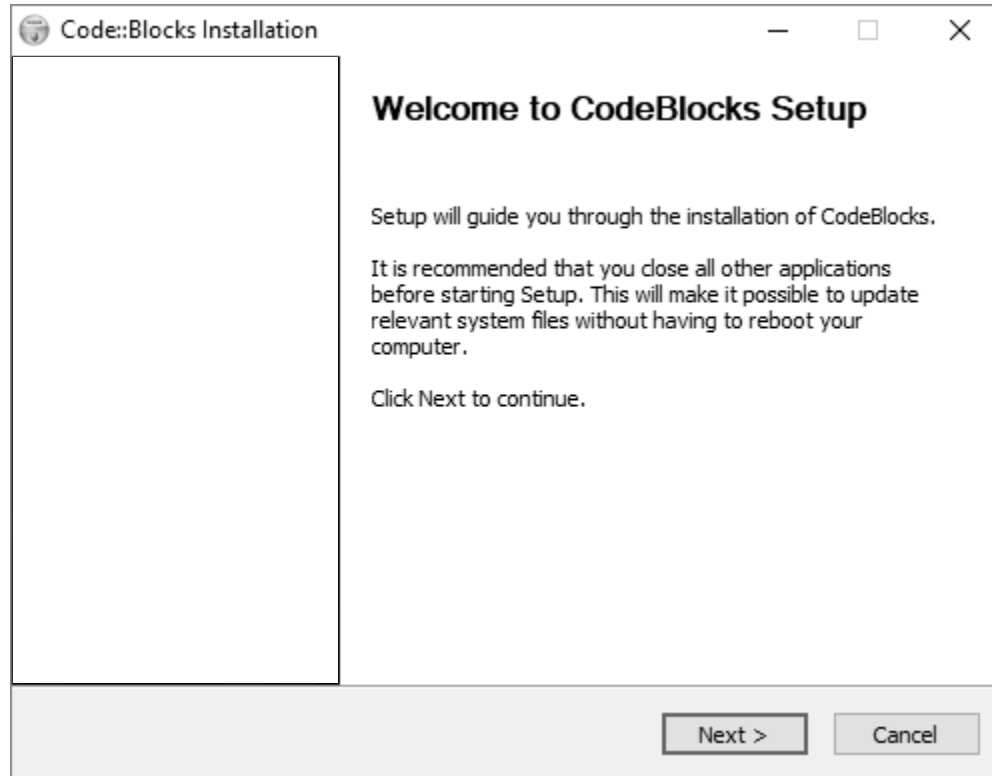 Code::Blocks Installation
Welcome to CodeBlocks Setup
Setup will guide you through the installation of CodeBlocks.
It is recommended that you close all other applications
before starting Setup. This will make it possible to update
relevant system files without having to reboot your
computer.
Click Next to continue.
Next >
Cancel